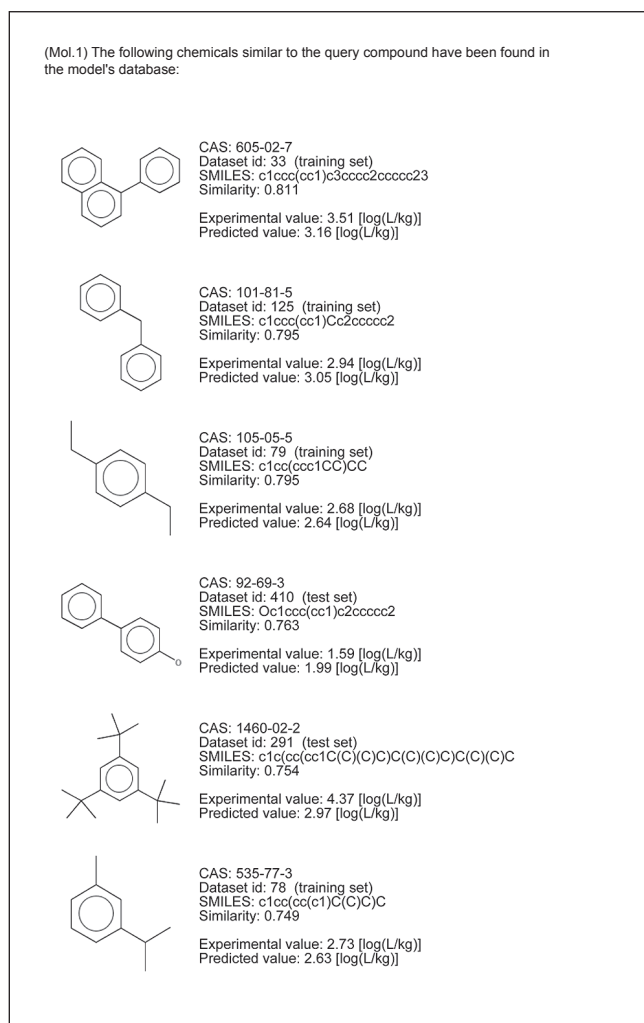 (Mol.1) The following chemicals similar to the query compound have been found in
the model's database:
CAS: 605-02-7
Dataset id: 33 (training set)
SMILES: c1ccc(cc1)c3cccc2ccccc23
Similarity: 0.811
Experimental value: 3.51 [log(L/kg)]
Predicted value: 3.16 [log(L/kg)]
CAS: 101-81-5
Dataset id: 125 (training set)
SMILES: c1ccc(cc1)Cc2ccccc2
Similarity: 0.795
Experimental value: 2.94 [log(L/kg)]
Predicted value: 3.05 [log(L/kg)]
CAS: 105-05-5
Dataset id: 79 (training set)
SMILES: c1cc(ccc1CC)CC
Similarity: 0.795
Experimental value: 2.68 [log(L/kg)]
Predicted value: 2.64 [log(L/kg)]
CAS: 92-69-3
Dataset id: 410 (test set)
SMILES: Oc1ccc(cc1)c2ccccc2
Similarity: 0.763
Experimental value: 1.59 [log(L/kg)]
Predicted value: 1.99 [log(L/kg)]
O
CAS: 1460-02-2
Dataset id: 291 (test set)
SMILES: c1c(cc(cc1C(C)(C)C)C(C)(C)C)C(C)(C)C
Similarity: 0.754
Experimental value: 4.37 [log(L/kg)]
Predicted value: 2.97 [log(L/kg)]
CAS: 535-77-3
Dataset id: 78 (training set)
SMILES: c1cc(cc(c1)C(C)C)C
Similarity: 0.749
Experimental value: 2.73 [log(L/kg)]
Predicted value: 2.63 [log(L/kg)]